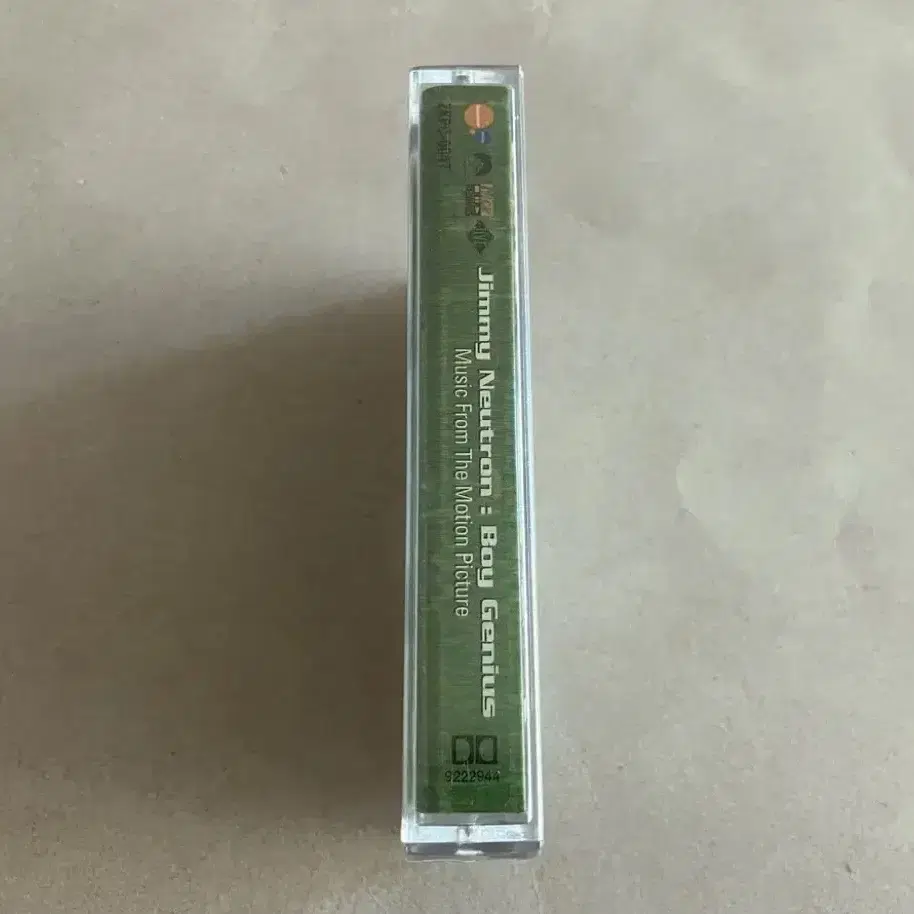 Jimmy Neutron : Boy Genius
Music From The Motion Picture
9222944